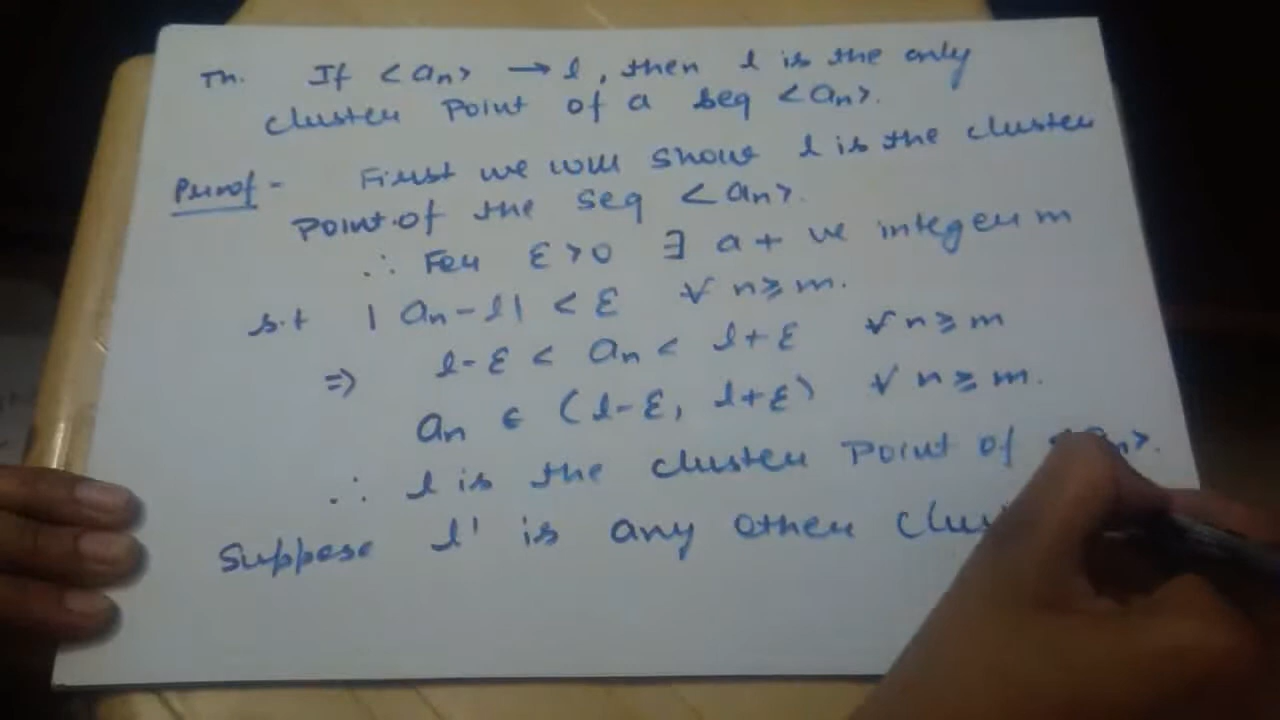 Th. If <an> → l, then l is the only
cluster Point of a seq <an>.
Proof - First we will show l is the cluster
Point of the seq <an>.
∴ For ε>0 ∃ a + ve integer m
s.t | an - l | < ε ∀ n ≥ m.
⇒ l-ε < an < l+ε ∀ n ≥ m
an ∈ (l-ε, l+ε) ∀ n ≥ m.
∴ l is the cluster Point of <an>.
Suppose l' is any other clus